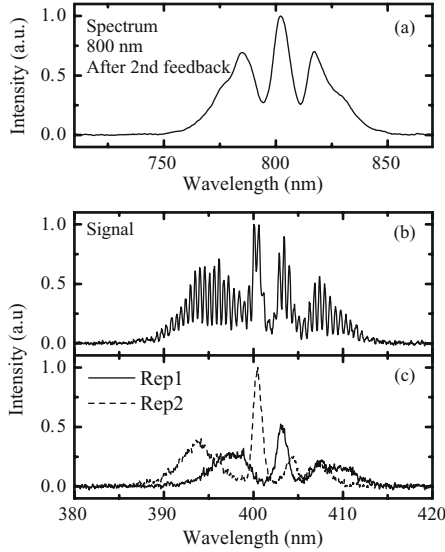 Spectrum
800 nm
After 2nd feedback
(a)
Intensity (a.u.)
1.0
0.5
0.0
750
800
850
Wavelength (nm)
Signal
(b)
Intensity (a.u)
1.0
0.5
0.0
Rep1
Rep2
(c)
Intensity (a.u.)
1.0
0.5
0.0
380
390
400
410
420
Wavelength (nm)